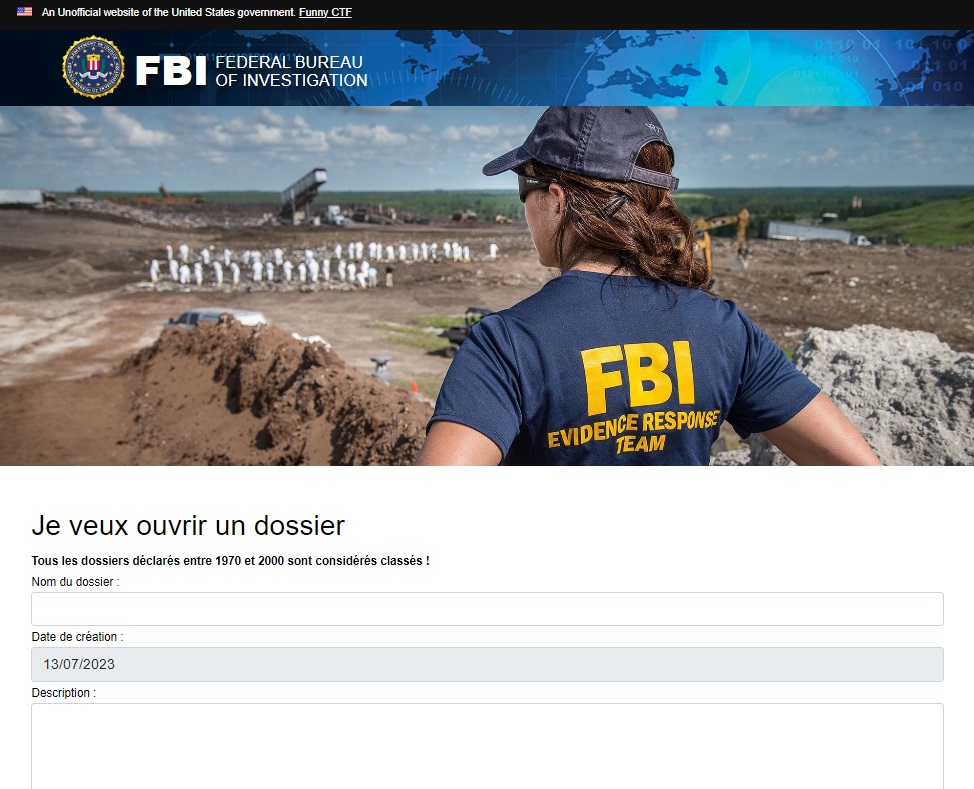 An Unofficial website of the United States government. Funny CTF
FBI FEDERAL BUREAU
OF INVESTIGATION
FBI
EVIDENCE RESPONSE
TEAM
Je veux ouvrir un dossier
Tous les dossiers déclarés entre 1970 et 2000 sont considérés classés !
Nom du dossier :
Date de création :
13/07/2023
Description :